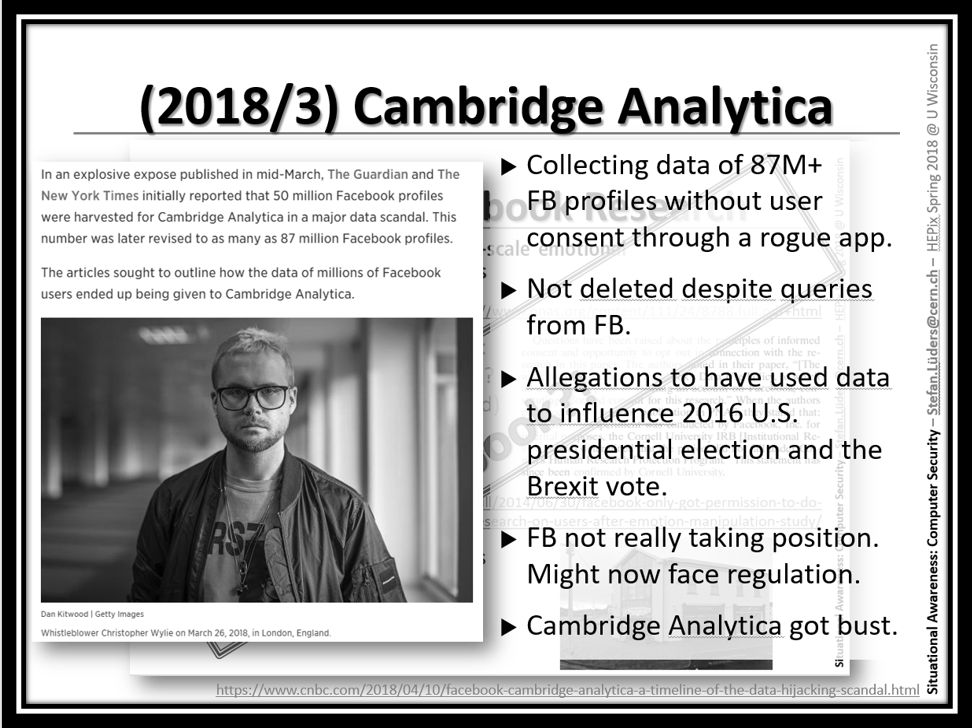 (2018/3) Cambridge Analytica
In an explosive expose published in mid-March, The Guardian and The
New York Times initially reported that 50 million Facebook profiles
were harvested for Cambridge Analytica in a major data scandal. This
number was later revised to as many as 87 million Facebook profiles.
The articles sought to outline how the data of millions of Facebook
users ended up being given to Cambridge Analytica.
RS7
Dan Kitwood | Getty Images
Whistleblower Christopher Wylie on March 26, 2018, in London, England.
▶ Collecting data of 87M+
FB profiles without user
consent through a rogue app.
▶ Not deleted despite queries
from FB.
▶ Allegations to have used data
to influence 2016 U.S.
presidential election and the
Brexit vote.
▶ FB not really taking position.
Might now face regulation.
▶ Cambridge Analytica got bust.
https://www.cnbc.com/2018/04/10/facebook-cambridge-analytica-a-timeline-of-the-data-hijacking-scandal.html
Situational Awareness: Computer Security – Stefan.Lüders@cern.ch – HEPix Spring 2018 @ U Wisconsin